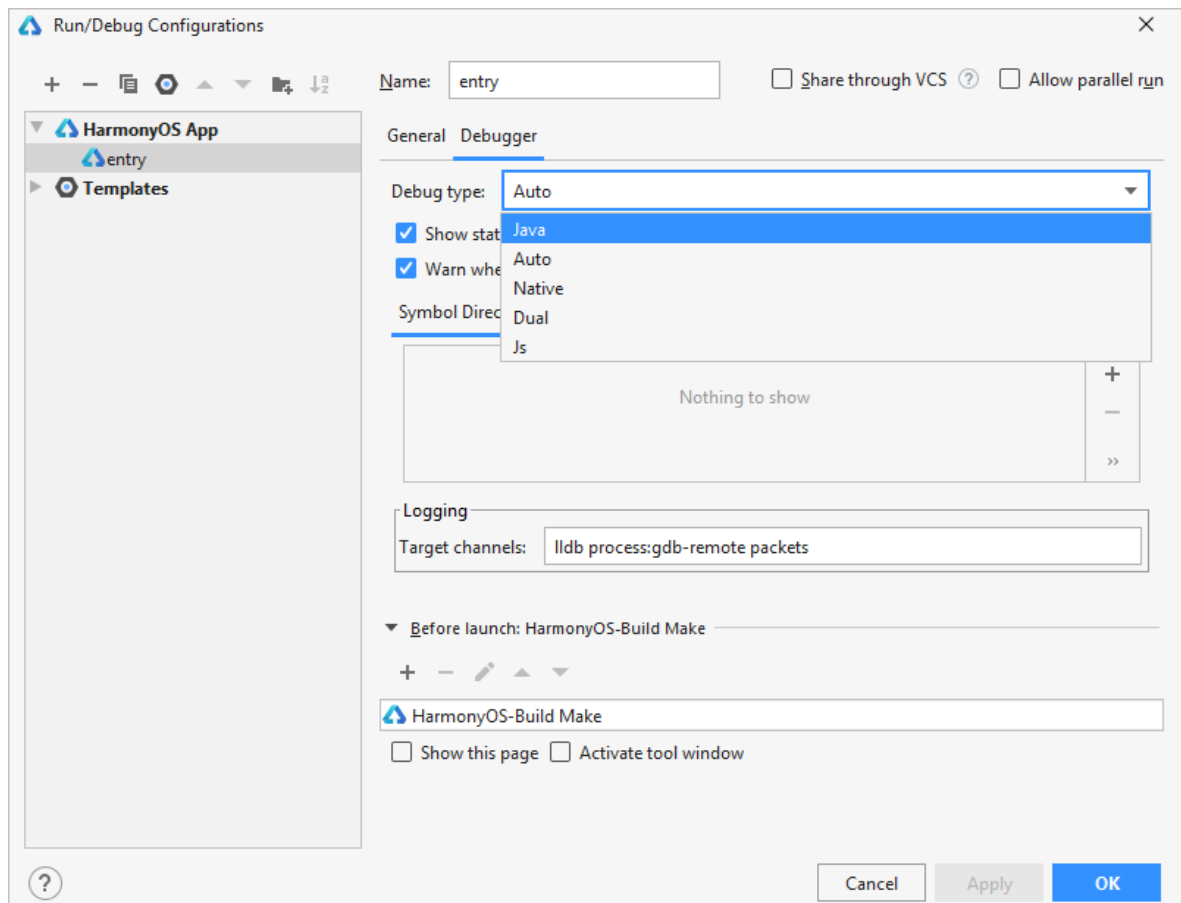 Run/Debug Configurations
Name: entry
Share through VCS ?
Allow parallel run
HarmonyOS App
entry
Templates
General Debugger
Debug type: Auto
Java
Auto
Native
Dual
Js
Show stat
Warn whe
Symbol Direc
Nothing to show
Logging
Target channels: lldb process:gdb-remote packets
Before launch: HarmonyOS-Build Make
HarmonyOS-Build Make
Show this page Activate tool window
? Cancel Apply OK